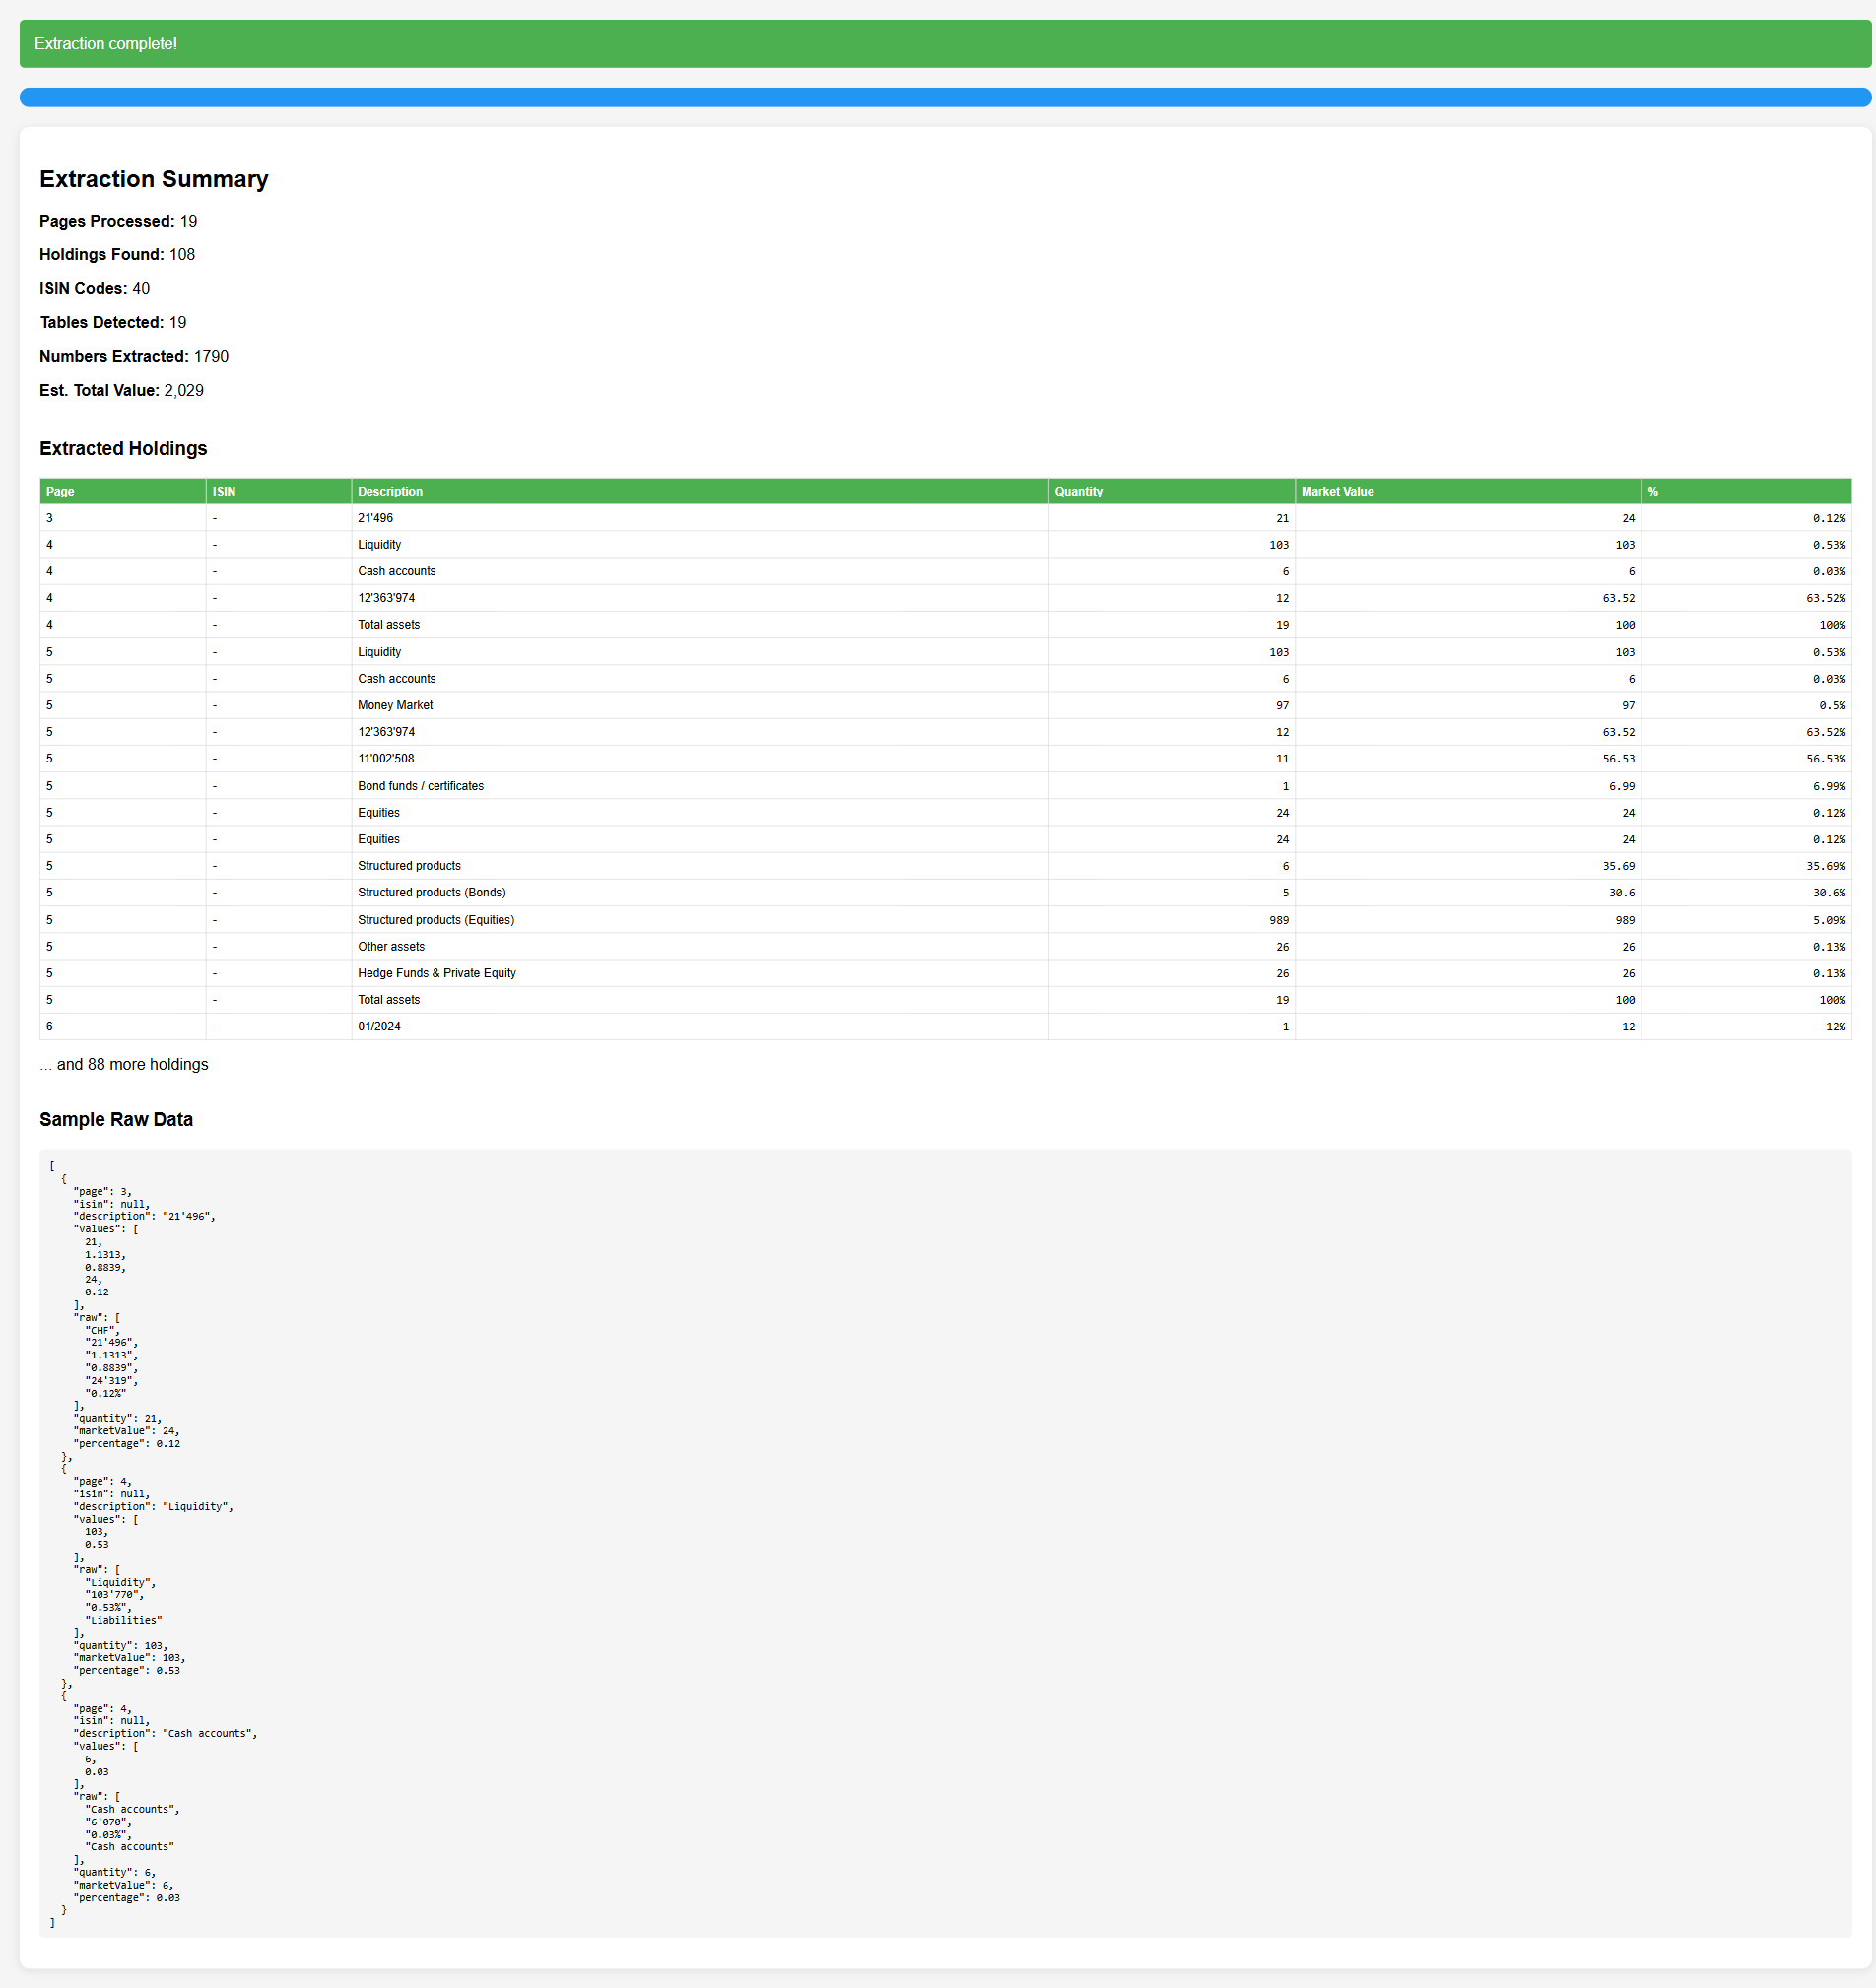 Extraction complete!
Extraction Summary
Pages Processed: 19
Holdings Found: 108
ISIN Codes: 40
Tables Detected: 19
Numbers Extracted: 1790
Est. Total Value: 2,029
Extracted Holdings
Page ISIN Description Quantity Market Value %
3 - 21'496 21 24 0.12%
4 - Liquidity 103 103 0.53%
4 - Cash accounts 6 6 0.03%
4 - 12'363'974 12 63.52 63.52%
4 - Total assets 19 100 100%
5 - Liquidity 103 103 0.53%
5 - Cash accounts 6 6 0.03%
5 - Money Market 97 97 0.5%
5 - 12'363'974 12 63.52 63.52%
5 - 11'002'508 11 56.53 56.53%
5 - Bond funds / certificates 1 6.99 6.99%
5 - Equities 24 24 0.12%
5 - Equities 24 24 0.12%
5 - Structured products 6 35.69 35.69%
5 - Structured products (Bonds) 5 30.6 30.6%
5 - Structured products (Equities) 989 989 5.09%
5 - Other assets 26 26 0.13%
5 - Hedge Funds & Private Equity 26 26 0.13%
5 - Total assets 19 100 100%
6 - 01/2024 1 12 12%
... and 88 more holdings
Sample Raw Data
[
{
"page": 3,
"isin": null,
"description": "21'496",
"values": [
21,
1.1313,
0.8839,
24,
0.12
],
"raw": [
"CHF",
"21'496",
"1.1313",
"0.8839",
"24'319",
"0.12%"
],
"quantity": 21,
"marketValue": 24,
"percentage": 0.12
},
{
"page": 4,
"isin": null,
"description": "Liquidity",
"values": [
103,
0.53
],
"raw": [
"Liquidity",
"103'770",
"0.53%",
"Liabilities"
],
"quantity": 103,
"marketValue": 103,
"percentage": 0.53
},
{
"page": 4,
"isin": null,
"description": "Cash accounts",
"values": [
6,
0.03
],
"raw": [
"Cash accounts",
"6'070",
"0.03%",
"Cash accounts"
],
"quantity": 6,
"marketValue": 6,
"percentage": 0.03
}
]